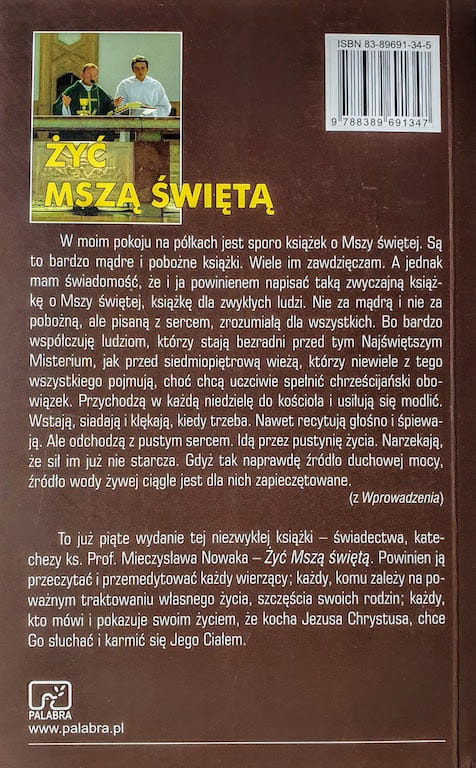 ISBN 83-89691-34-5
9 788389 691347
ŻYĆ
MSZĄ ŚWIĘTĄ
W moim pokoju na półkach jest sporo książek o Mszy świętej. Są
to bardzo mądre i pobożne książki. Wiele im zawdzięczam. A jednak
mam świadomość, że i ja powinienem napisać taką zwyczajną książ-
kę o Mszy świętej, książkę dla zwykłych ludzi. Nie za mądrą i nie za
pobożną, ale pisaną z sercem, zrozumiałą dla wszystkich. Bo bardzo
współczuję ludziom, którzy stają bezradni przed tym Najświętszym
Misterium, jak przed siedmiopiętrową wieżą, którzy niewiele z tego
wszystkiego pojmują, choć chcą uczciwie spełnić chrześcijański obo-
wiązek. Przychodzą w każdą niedzielę do kościoła i usiłują się modlić.
Wstają, siadają i klękają, kiedy trzeba. Nawet recytują głośno i śpiewa-
ją. Ale odchodzą z pustym sercem. Idą przez pustynię życia. Narzekają,
że sił im już nie starcza. Gdyż tak naprawdę źródło duchowej mocy,
źródło wody żywej ciągle jest dla nich zapieczętowane.
(z Wprowadzenia)
To już piąte wydanie tej niezwykłej książki – świadectwa, kate-
chezy ks. Prof. Mieczysława Nowaka – Żyć Mszą świętą. Powinien ją
przeczytać i przemedytować każdy wierzący; każdy, komu zależy na po-
ważnym traktowaniu własnego życia, szczęścia swoich rodzin; każdy,
kto mówi i pokazuje swoim życiem, że kocha Jezusa Chrystusa, chce
Go słuchać i karmić się Jego Ciałem.
PALABRA
www.palabra.pl